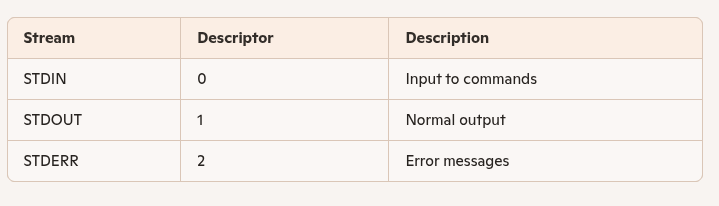 Stream Descriptor Description
STDIN 0 Input to commands
STDOUT 1 Normal output
STDERR 2 Error messages